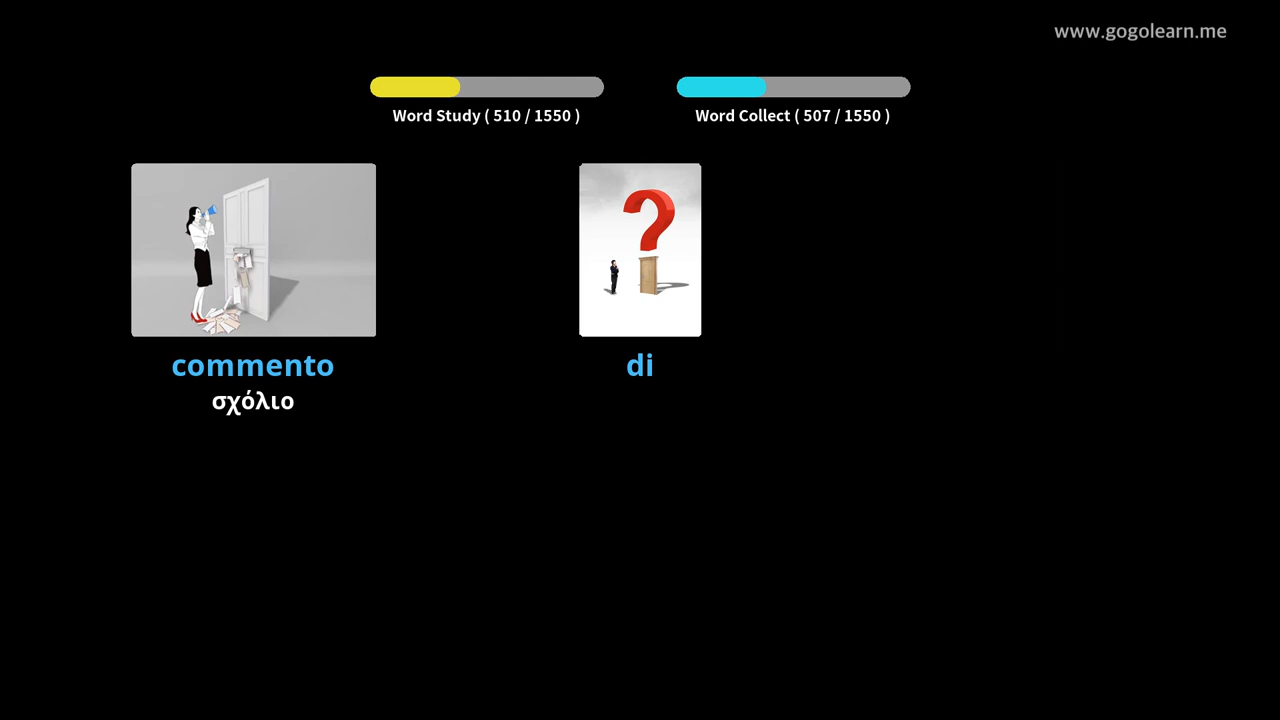 www.gogolearn.me
Word Study ( 510 / 1550 )
Word Collect ( 507 / 1550 )
commento
σχόλιο
di